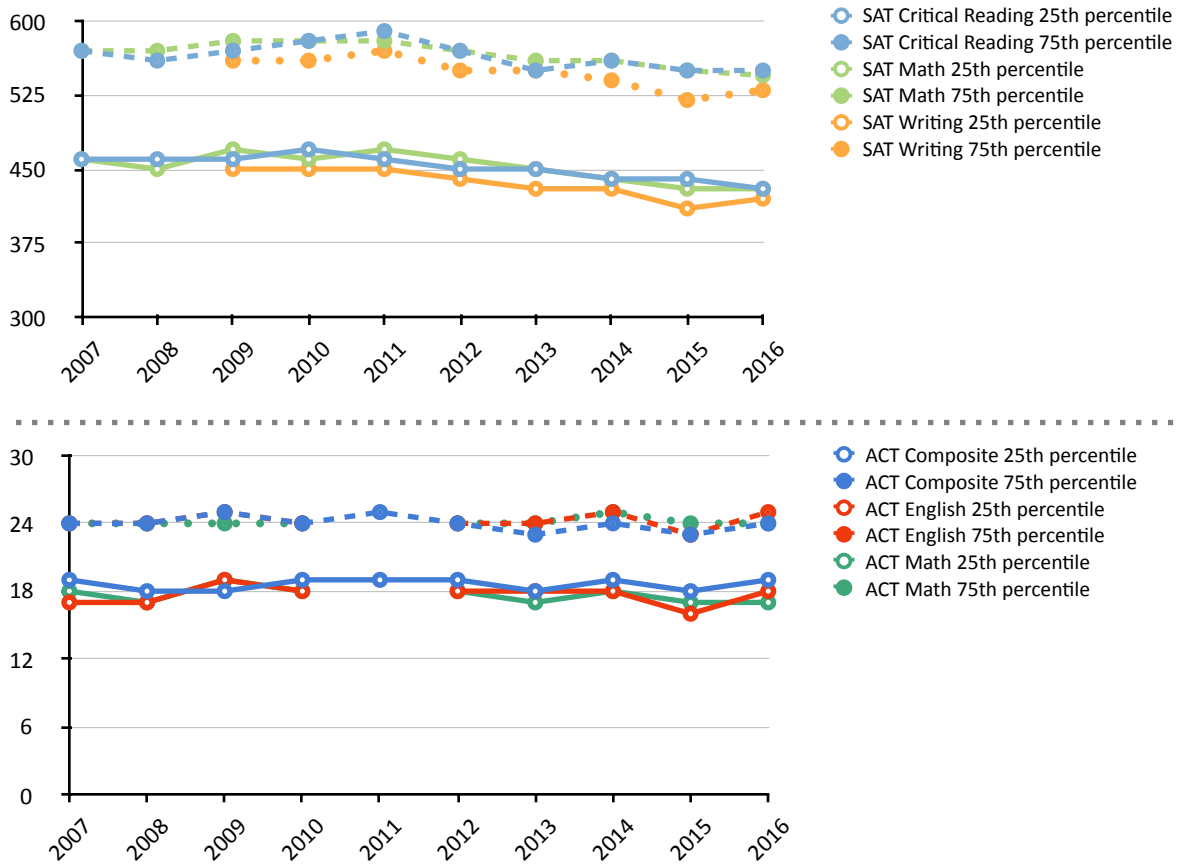 600
525
450
375
300
2007
2008
2009
2010
2011
2012
2013
2014
2015
2016
SAT Critical Reading 25th percentile
SAT Critical Reading 75th percentile
SAT Math 25th percentile
SAT Math 75th percentile
SAT Writing 25th percentile
SAT Writing 75th percentile
30
24
18
12
6
0
2007
2008
2009
2010
2011
2012
2013
2014
2015
2016
ACT Composite 25th percentile
ACT Composite 75th percentile
ACT English 25th percentile
ACT English 75th percentile
ACT Math 25th percentile
ACT Math 75th percentile